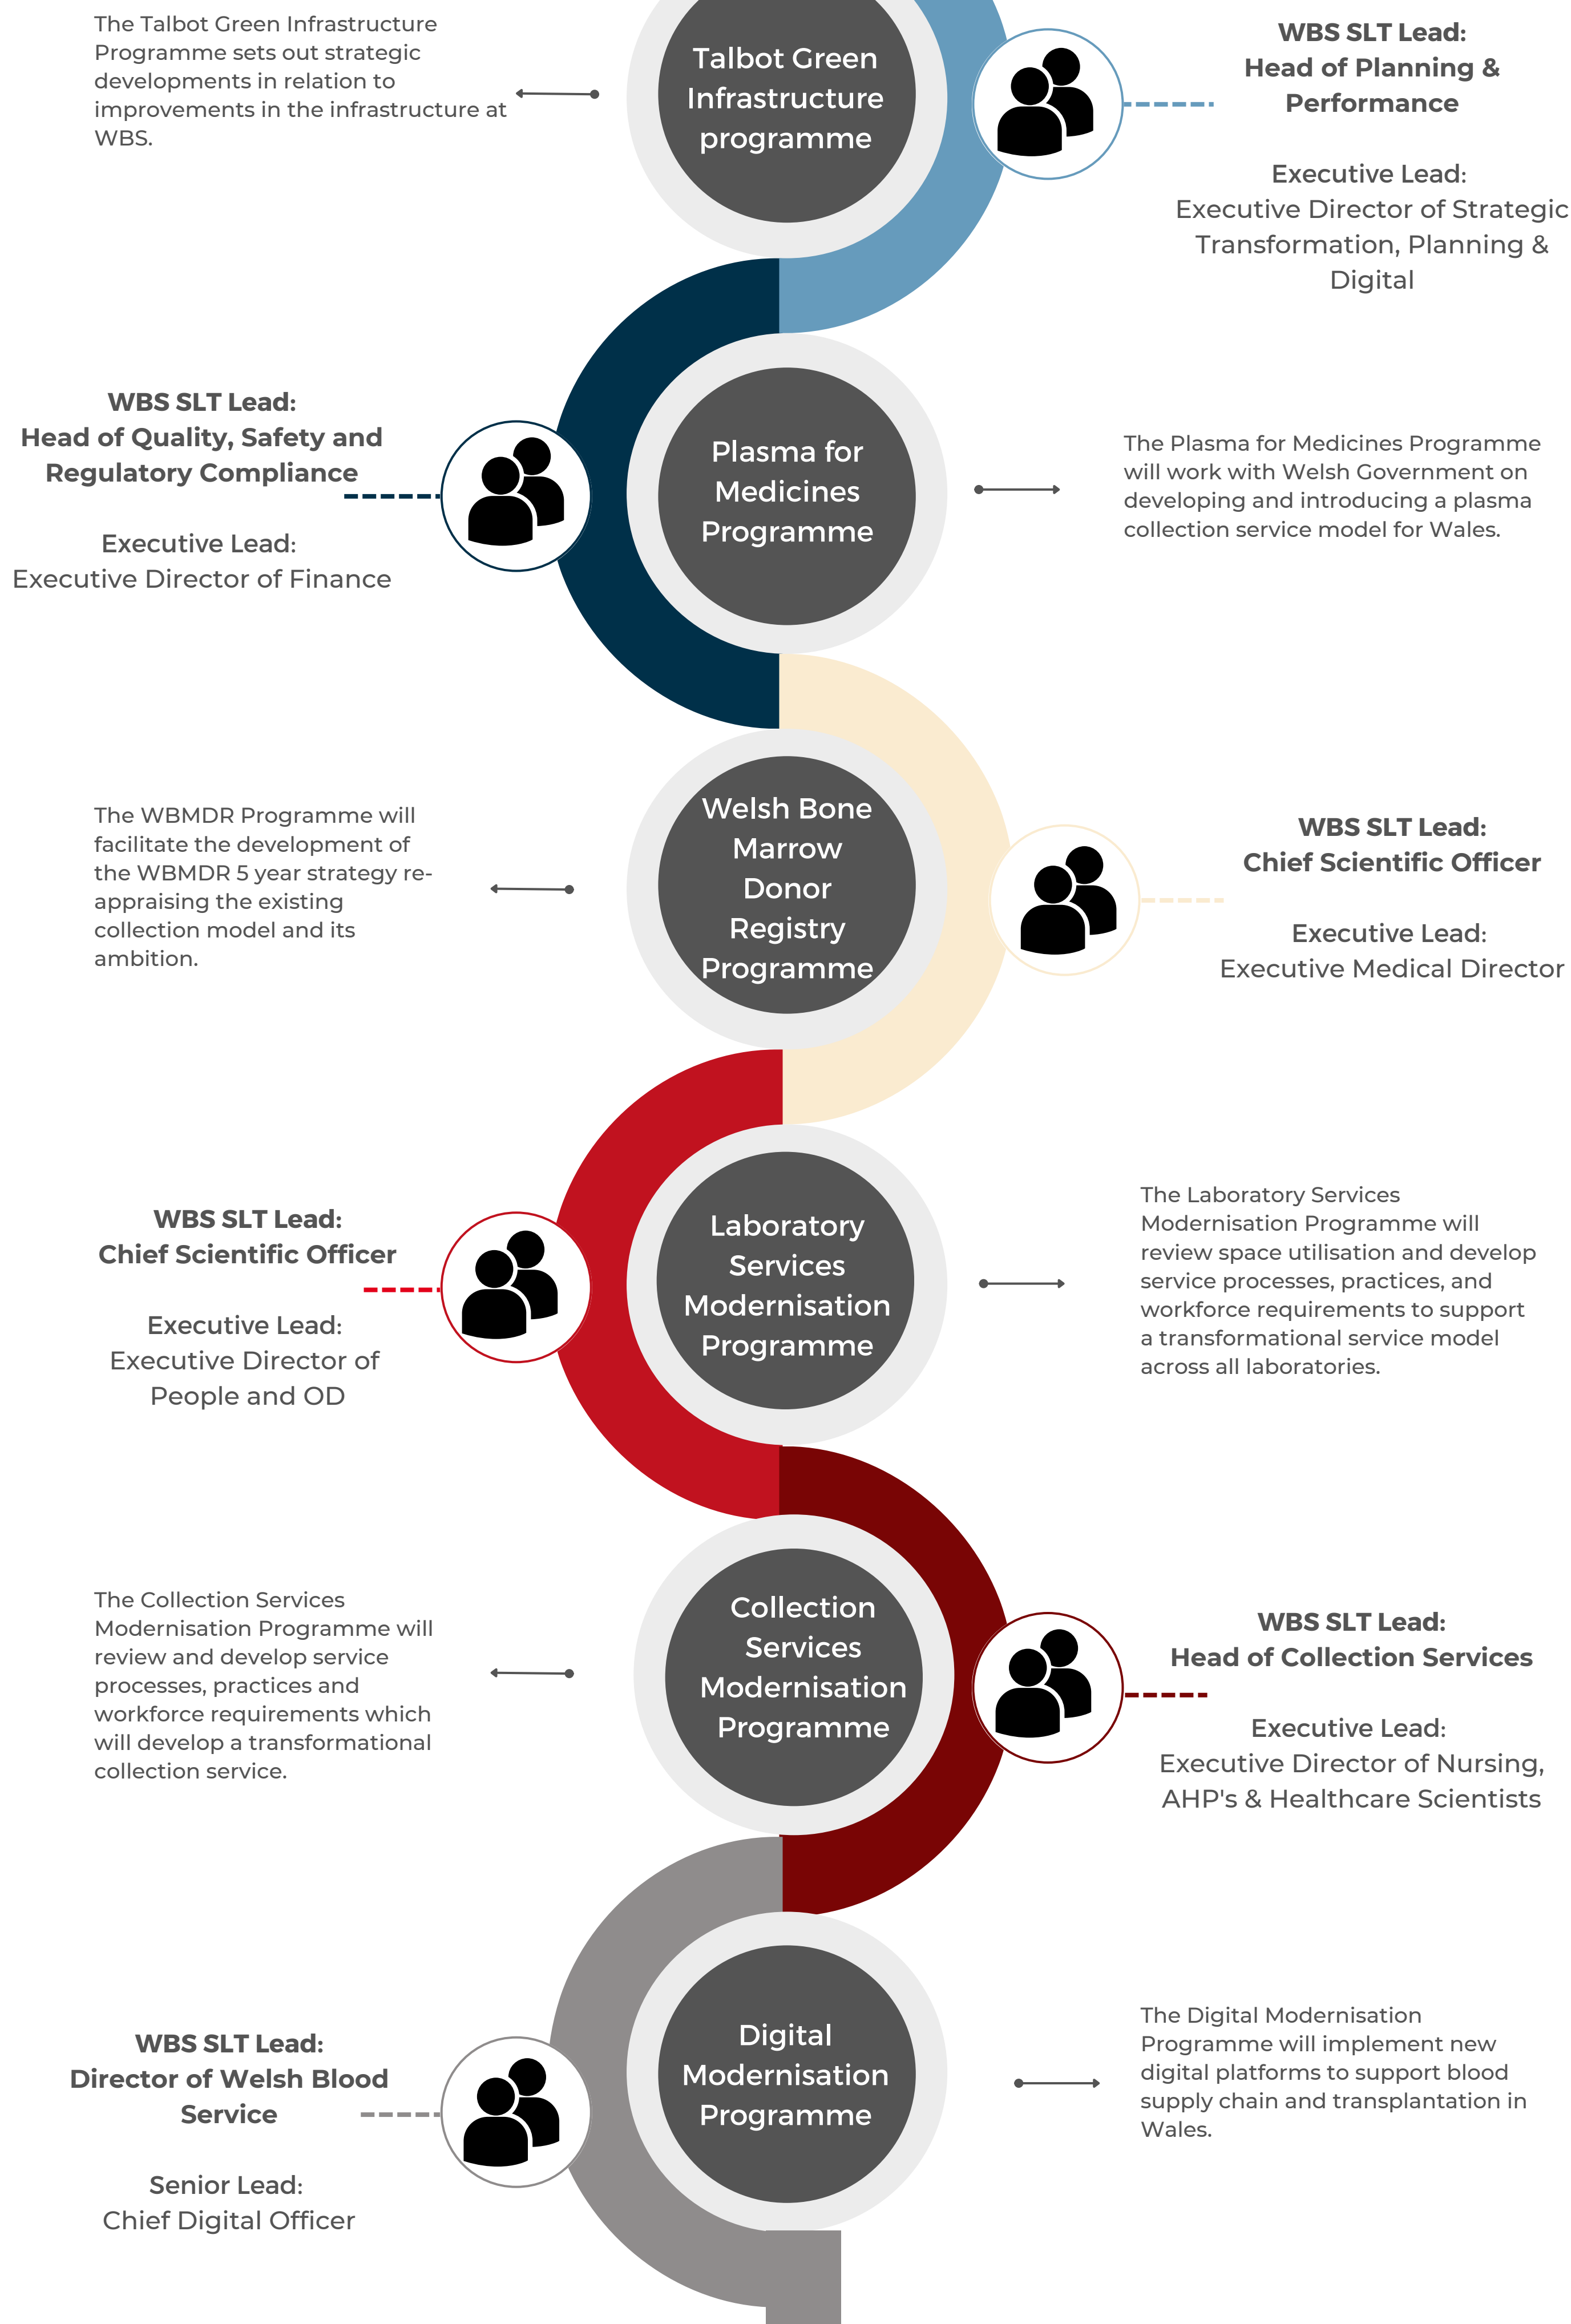 The Talbot Green Infrastructure
Programme sets out strategic
developments in relation to
improvements in the infrastructure at
WBS.
Talbot Green
Infrastructure
programme
WBS SLT Lead:
Head of Planning &
Performance
Executive Lead:
Executive Director of Strategic
Transformation, Planning &
Digital
WBS SLT Lead:
Head of Quality, Safety and
Regulatory Compliance
Executive Lead:
Executive Director of Finance
Plasma for
Medicines
Programme
The Plasma for Medicines Programme
will work with Welsh Government on
developing and introducing a plasma
collection service model for Wales.
The WBMDR Programme will
facilitate the development of
the WBMDR 5 year strategy re-
appraising the existing
collection model and its
ambition.
Welsh Bone
Marrow
Donor
Registry
Programme
WBS SLT Lead:
Chief Scientific Officer
Executive Lead:
Executive Medical Director
WBS SLT Lead:
Chief Scientific Officer
Executive Lead:
Executive Director of
People and OD
Laboratory
Services
Modernisation
Programme
The Laboratory Services
Modernisation Programme will
review space utilisation and develop
service processes, practices, and
workforce requirements to support
a transformational service model
across all laboratories.
The Collection Services
Modernisation Programme will
review and develop service
processes, practices and
workforce requirements which
will develop a transformational
collection service.
Collection
Services
Modernisation
Programme
WBS SLT Lead:
Head of Collection Services
Executive Lead:
Executive Director of Nursing,
AHP's & Healthcare Scientists
WBS SLT Lead:
Director of Welsh Blood
Service
Senior Lead:
Chief Digital Officer
Digital
Modernisation
Programme
The Digital Modernisation
Programme will implement new
digital platforms to support blood
supply chain and transplantation in
Wales.